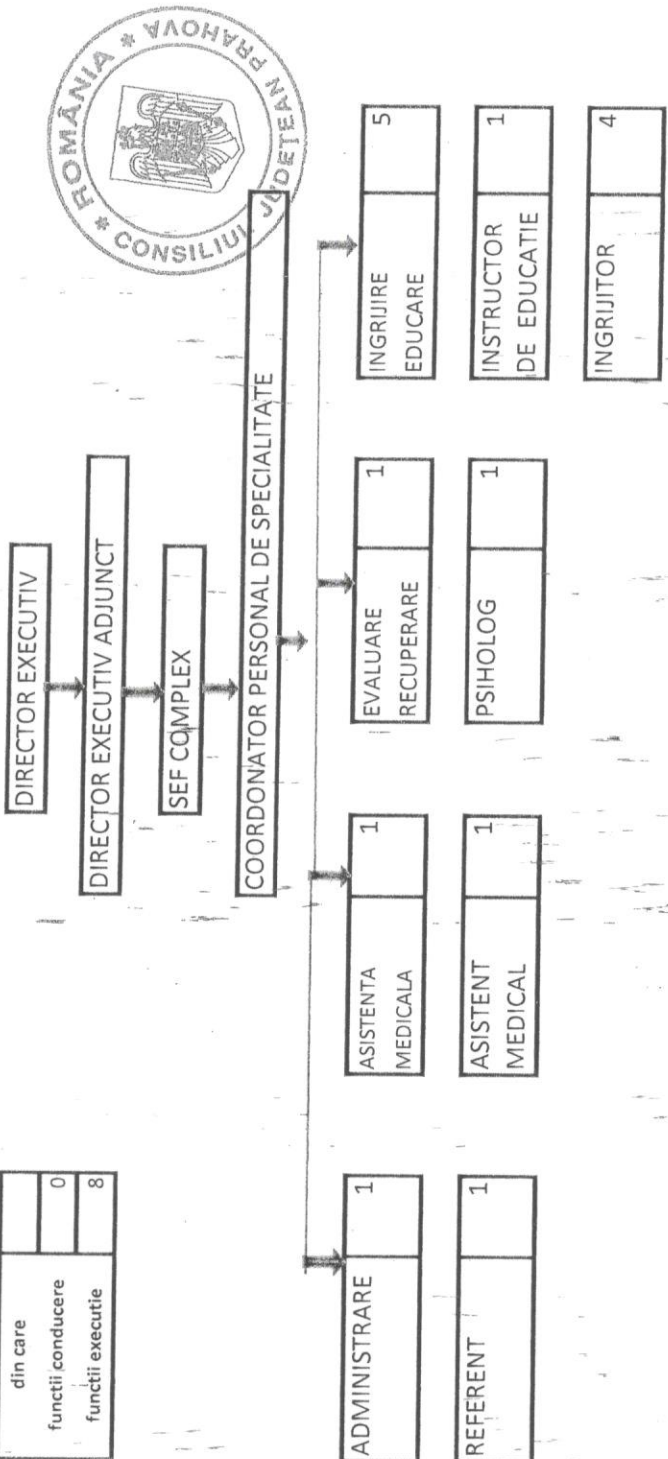 din care
functii conducere 0
functii executie 8
DIRECTOR EXECUTIV
DIRECTOR EXECUTIV ADJUNCT
SEF COMPLEX
COORDONATOR PERSONAL DE SPECIALITATE
* ROMÂNIA *
CONSILIUL JUDEȚEAN PRAHOVA
ADMINISTRARE 1
REFERENT 1
ASISTENTA 1
MEDICALA
ASISTENT 1
MEDICAL
EVALUARE 1
RECUPERARE
PSIHOLOG 1
INGRIJIRE 5
EDUCARE
INSTRUCTOR 1
DE EDUCATIE
INGRIJITOR 4